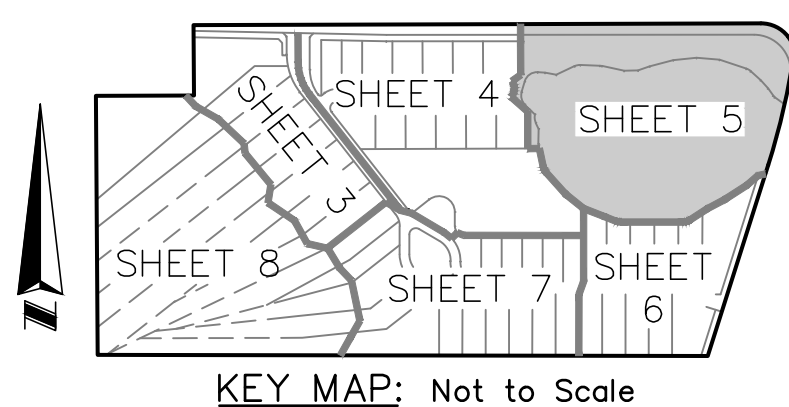 SHEET 4
SHEET 5
SHEET 3
SHEET 8
SHEET 7
SHEET
6
N
KEY MAP: Not to Scale